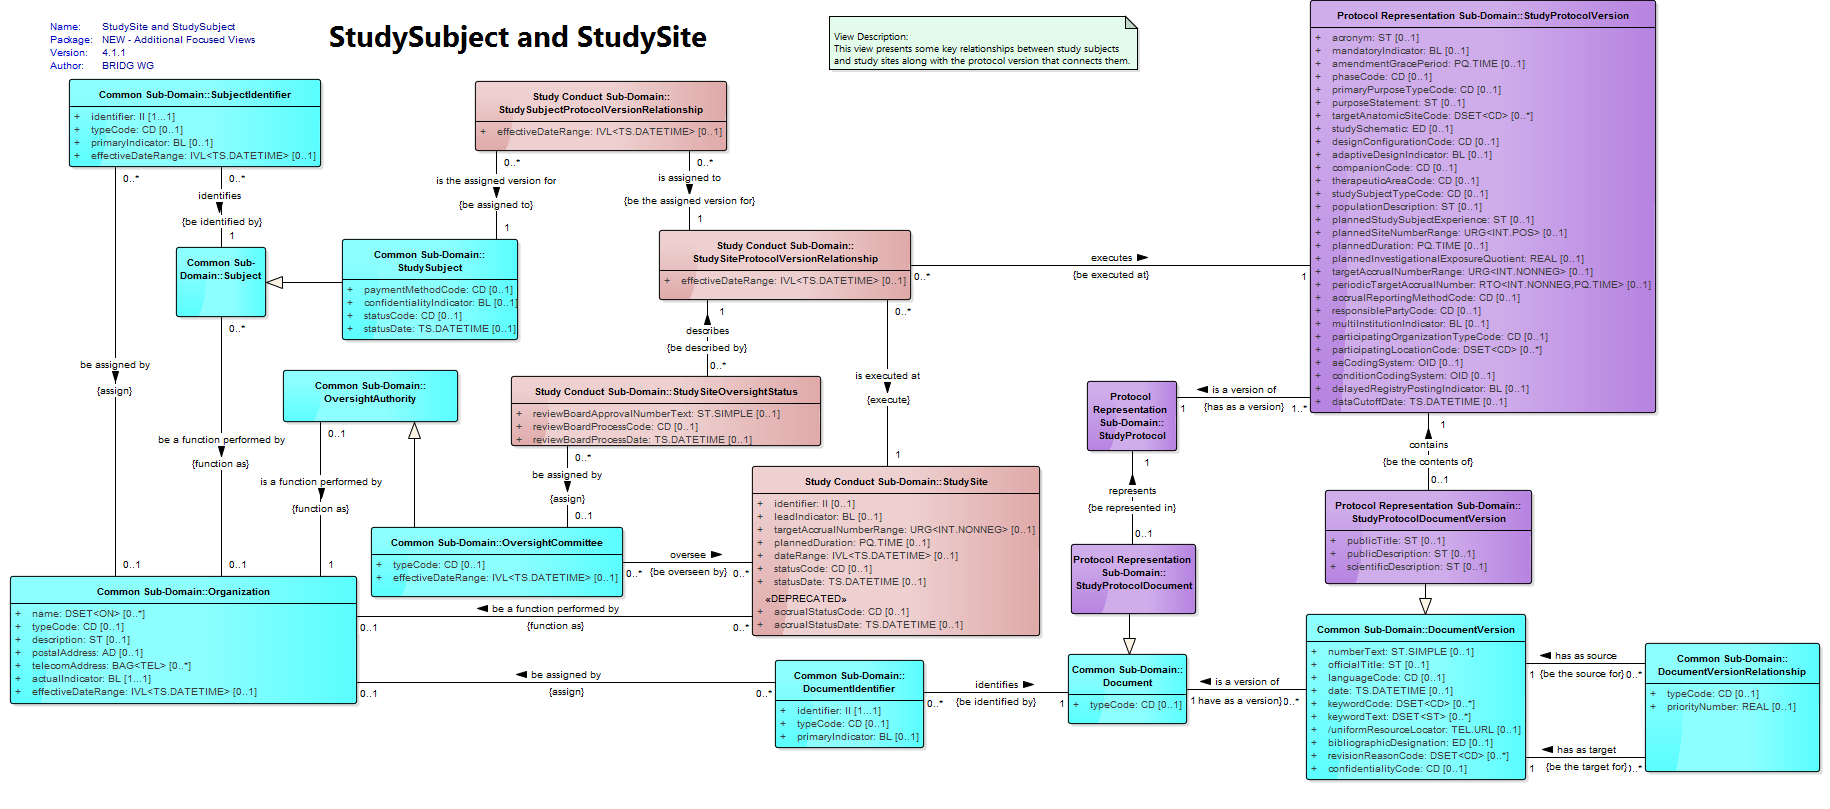 Name: StudySite and StudySubject
Package: NEW - Additional Focused Views
Version: 4.1.1
Author: BRIDG WG
StudySubject and StudySite
View Description:
This view presents some key relationships between study subjects
and study sites along with the protocol version that connects them.
Protocol Representation Sub-Domain::StudyProtocolVersion
+ acronym: ST [0..1]
+ mandatoryIndicator: BL [0..1]
+ amendmentGracePeriod: PQ.TIME [0..1]
+ phaseCode: CD [0..1]
+ primaryPurposeTypeCode: CD [0..1]
+ purposeStatement: ST [0..1]
+ targetAnatomicSiteCode: DSET<CD> [0..*]
+ studySchematic: ED [0..1]
+ designConfigurationCode: CD [0..1]
+ adaptiveDesignIndicator: BL [0..1]
+ companionCode: CD [0..1]
+ therapeuticAreaCode: CD [0..1]
+ studySubjectTypeCode: CD [0..1]
+ populationDescription: ST [0..1]
+ plannedStudySubjectExperience: ST [0..1]
+ plannedSiteNumberRange: URG<INT.POS> [0..1]
+ plannedDuration: PQ.TIME [0..1]
+ plannedInvestigationalExposureQuotient: REAL [0..1]
+ targetAccrualNumberRange: URG<INT.NONNEG> [0..1]
+ periodicTargetAccrualNumber: RTO<INT.NONNEG,PQ.TIME> [0..1]
+ accrualReportingMethodCode: CD [0..1]
+ responsiblePartyCode: CD [0..1]
+ multiInstitutionIndicator: BL [0..1]
+ participatingOrganizationTypeCode: CD [0..1]
+ participatingLocationCode: DSET<CD> [0..*]
+ aeCodingSystem: OID [0..1]
+ conditionCodingSystem: OID [0..1]
+ delayedRegistryPostingIndicator: BL [0..1]
+ dataCutoffDate: TS.DATETIME [0..1]
Common Sub-Domain::SubjectIdentifier
+ identifier: II [1...1]
+ typeCode: CD [0..1]
+ primaryIndicator: BL [0..1]
+ effectiveDateRange: IVL<TS.DATETIME> [0..1]
Study Conduct Sub-Domain::
StudySubjectProtocolVersionRelationship
+ effectiveDateRange: IVL<TS.DATETIME> [0..1]
0..*
0..*
identifies
{be identified by}
1
0..*
is the assigned version for
{be assigned to}
1
0..*
is assigned to
{be the assigned version for}
1
Common Sub-
Domain::Subject
Common Sub-Domain::
StudySubject
+ paymentMethodCode: CD [0..1]
+ confidentialityIndicator: BL [0..1]
+ statusCode: CD [0..1]
+ statusDate: TS.DATETIME [0..1]
Study Conduct Sub-Domain::
StudySiteProtocolVersionRelationship
+ effectiveDateRange: IVL<TS.DATETIME> [0..1]
executes
{be executed at}
0..*
1
0..*
1
describes
{be described by}
0..*
0..*
is executed at
{execute}
1
be assigned by
{assign}
0..1
be a function performed by
{function as}
0..1
Common Sub-Domain::
OversightAuthority
0..1
is a function performed by
{function as}
1
Study Conduct Sub-Domain::StudySiteOversightStatus
+ reviewBoardApprovalNumberText: ST.SIMPLE [0..1]
+ reviewBoardProcessCode: CD [0..1]
+ reviewBoardProcessDate: TS.DATETIME [0..1]
0..*
be assigned by
{assign}
0..1
Protocol
Representation
Sub-Domain::
StudyProtocol
is a version of
{has as a version}
1
1..*
1
represents
{be represented in}
0..1
1
contains
{be the contents of}
0..1
Study Conduct Sub-Domain::StudySite
+ identifier: II [0..1]
+ leadIndicator: BL [0..1]
+ targetAccrualNumberRange: URG<INT.NONNEG> [0..1]
+ plannedDuration: PQ.TIME [0..1]
+ dateRange: IVL<TS.DATETIME> [0..1]
+ statusCode: CD [0..1]
+ statusDate: TS.DATETIME [0..1]
«DEPRECATED»
+ accrualStatusCode: CD [0..1]
+ accrualStatusDate: TS.DATETIME [0..1]
Protocol Representation Sub-Domain::
StudyProtocolDocumentVersion
+ publicTitle: ST [0..1]
+ publicDescription: ST [0..1]
+ scientificDescription: ST [0..1]
Common Sub-Domain::OversightCommittee
+ typeCode: CD [0..1]
+ effectiveDateRange: IVL<TS.DATETIME> [0..1]
oversee
{be overseen by}
0..*
0..*
Protocol Representation
Sub-Domain::
StudyProtocolDocument
Common Sub-Domain::Organization
+ name: DSET<ON> [0..*]
+ typeCode: CD [0..1]
+ description: ST [0..1]
+ postalAddress: AD [0..1]
+ telecomAddress: BAG<TEL> [0..*]
+ actualIndicator: BL [1...1]
+ effectiveDateRange: IVL<TS.DATETIME> [0..1]
be a function performed by
{function as}
0..1
0..*
be assigned by
{assign}
0..1
0..*
Common Sub-Domain::
DocumentIdentifier
+ identifier: II [1...1]
+ typeCode: CD [0..1]
+ primaryIndicator: BL [0..1]
identifies
{be identified by}
0..*
1
Common Sub-Domain::
Document
+ typeCode: CD [0..1]
is a version of
1 have as a version}
0..*
Common Sub-Domain::DocumentVersion
+ numberText: ST.SIMPLE [0..1]
+ officialTitle: ST [0..1]
+ languageCode: CD [0..1]
+ date: TS.DATETIME [0..1]
+ keywordCode: DSET<CD> [0..*]
+ keywordText: DSET<ST> [0..*]
+ /uniformResourceLocator: TEL.URL [0..1]
+ bibliographicDesignation: ED [0..1]
+ revisionReasonCode: DSET<CD> [0..*]
+ confidentialityCode: CD [0..1]
has as source
1 {be the source for} 0..*
has as target
1 {be the target for} )..*
Common Sub-Domain::
DocumentVersionRelationship
+ typeCode: CD [0..1]
+ priorityNumber: REAL [0..1]